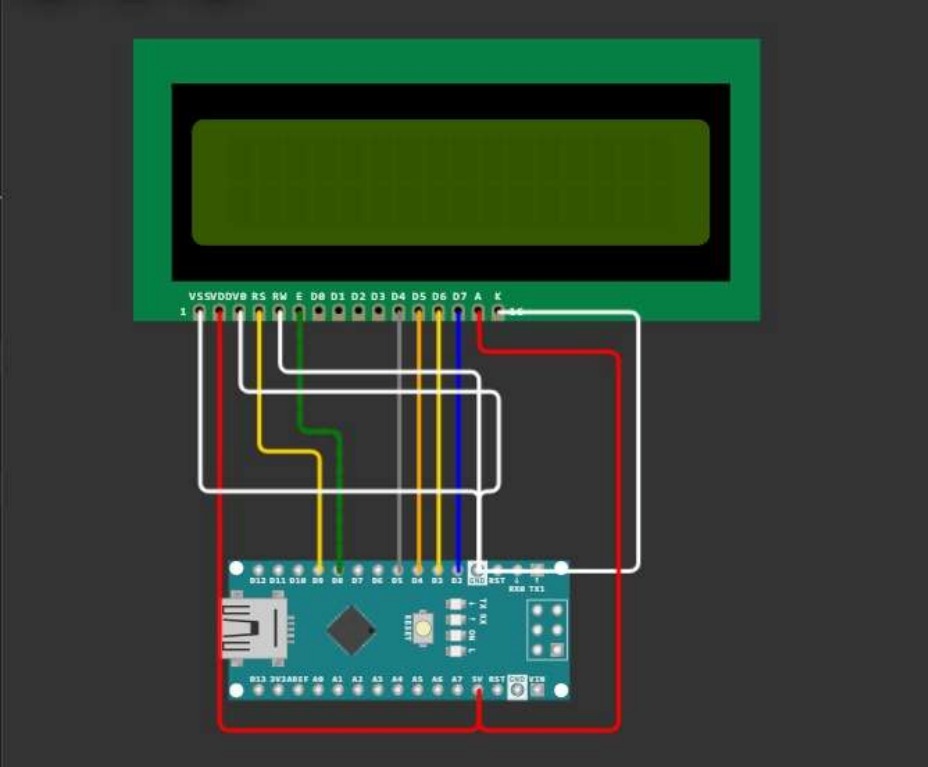 VSS VDD V0 RS RW E D0 D1 D2 D3 D4 D5 D6 D7 A K
1 16
D12 D11 D10 D9 D8 D7 D6 D5 D4 D3 D2 GND RST
RX0 TX1
RESET
TX RX ON L
D13 3V3 AREF A0 A1 A2 A3 A4 A5 A6 A7 5V RST GND VIN